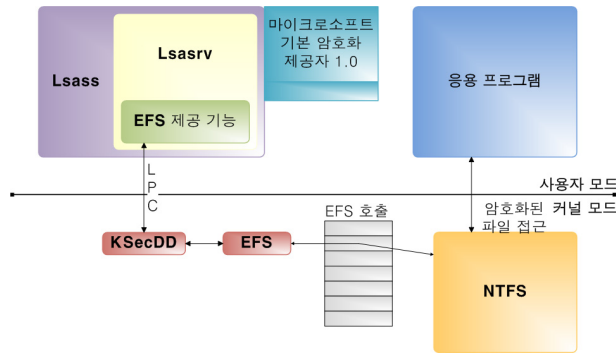 Lsass
Lsasrv
EFS 제공 기능
마이크로소프트
기본 암호화
제공자 1.0
응용 프로그램
L
P
C
사용자 모드
커널 모드
EFS 호출
암호화된
파일 접근
KSecDD
EFS
NTFS